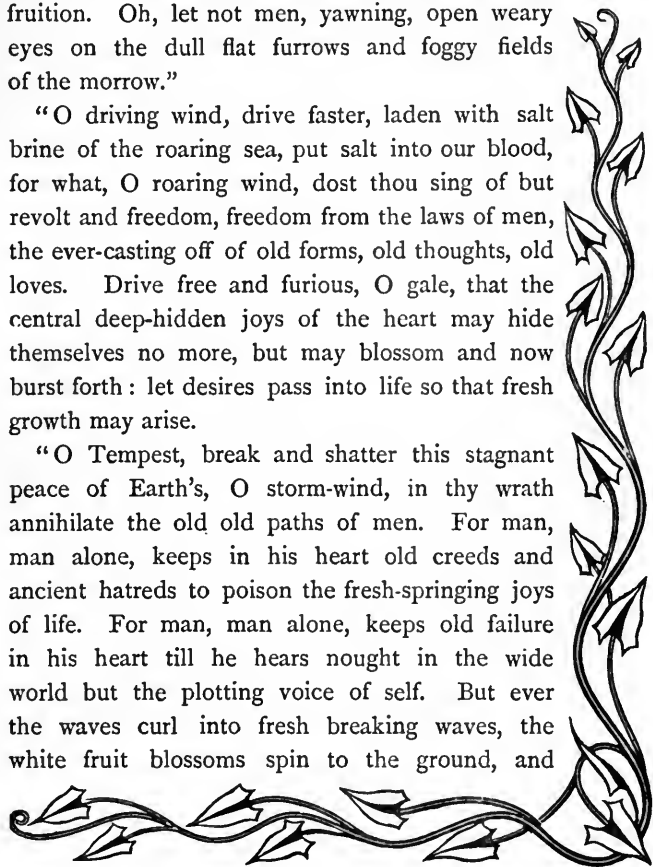 fruition. Oh, let not men, yawning, open weary
eyes on the dull flat furrows and foggy fields
of the morrow.”
“O driving wind, drive faster, laden with salt
brine of the roaring sea, put salt into our blood,
for what, O roaring wind, dost thou sing of but
revolt and freedom, freedom from the laws of men,
the ever-casting off of old forms, old thoughts, old
loves. Drive free and furious, O gale, that the
central deep-hidden joys of the heart may hide
themselves no more, but may blossom and now
burst forth : let desires pass into life so that fresh
growth may arise.
“O Tempest, break and shatter this stagnant
peace of Earth’s, O storm-wind, in thy wrath
annihilate the old old paths of men. For man,
man alone, keeps in his heart old creeds and
ancient hatreds to poison the fresh-springing joys
of life. For man, man alone, keeps old failure
in his heart till he hears nought in the wide
world but the plotting voice of self. But ever
the waves curl into fresh breaking waves, the
white fruit blossoms spin to the ground, and